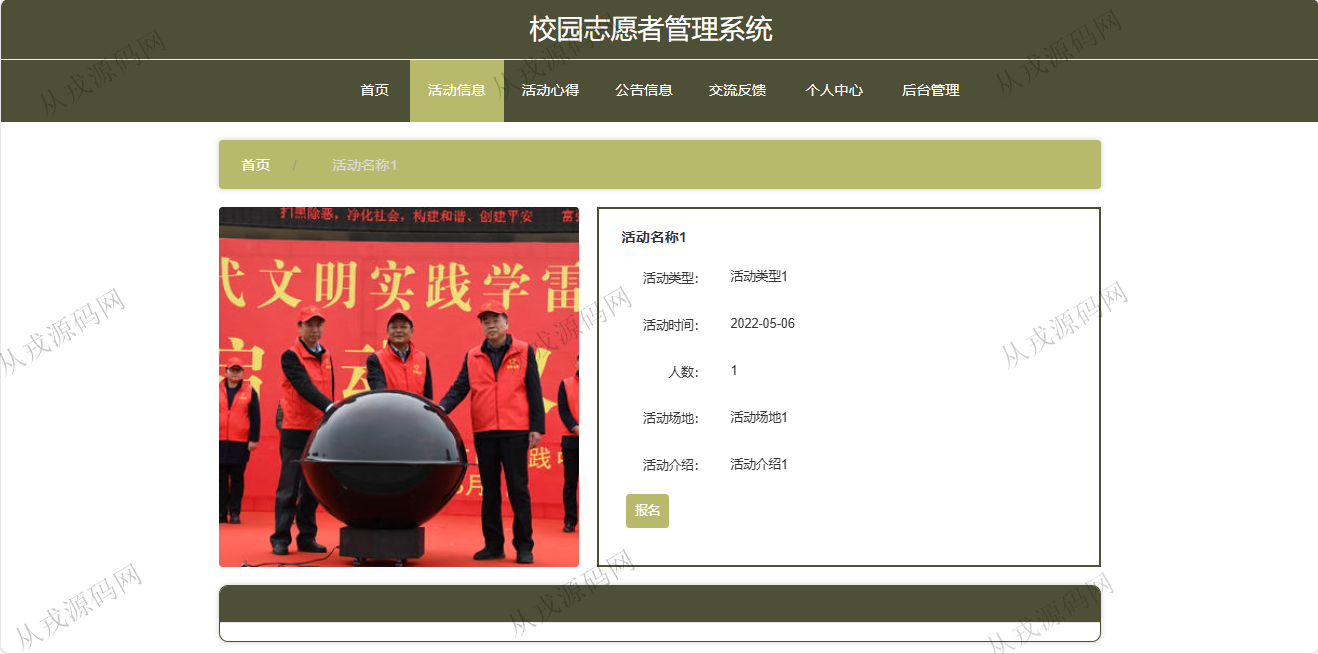 校园志愿者管理系统
首页 活动信息 活动心得 公告信息 交流反馈 个人中心 后台管理
首页 / 活动名称1
扫黑除恶，净化社会，构建和谐、创建平安 富
代文明实践学雷
启动仪
践中
月
活动名称1
活动类型： 活动类型1
活动时间： 2022-05-06
人数： 1
活动场地： 活动场地1
活动介绍： 活动介绍1
报名
从戎源码网
从戎源码网
从戎源码网
从戎源码网
从戎源码网
从戎源码网
从戎源码网
从戎源码网
从戎源码网